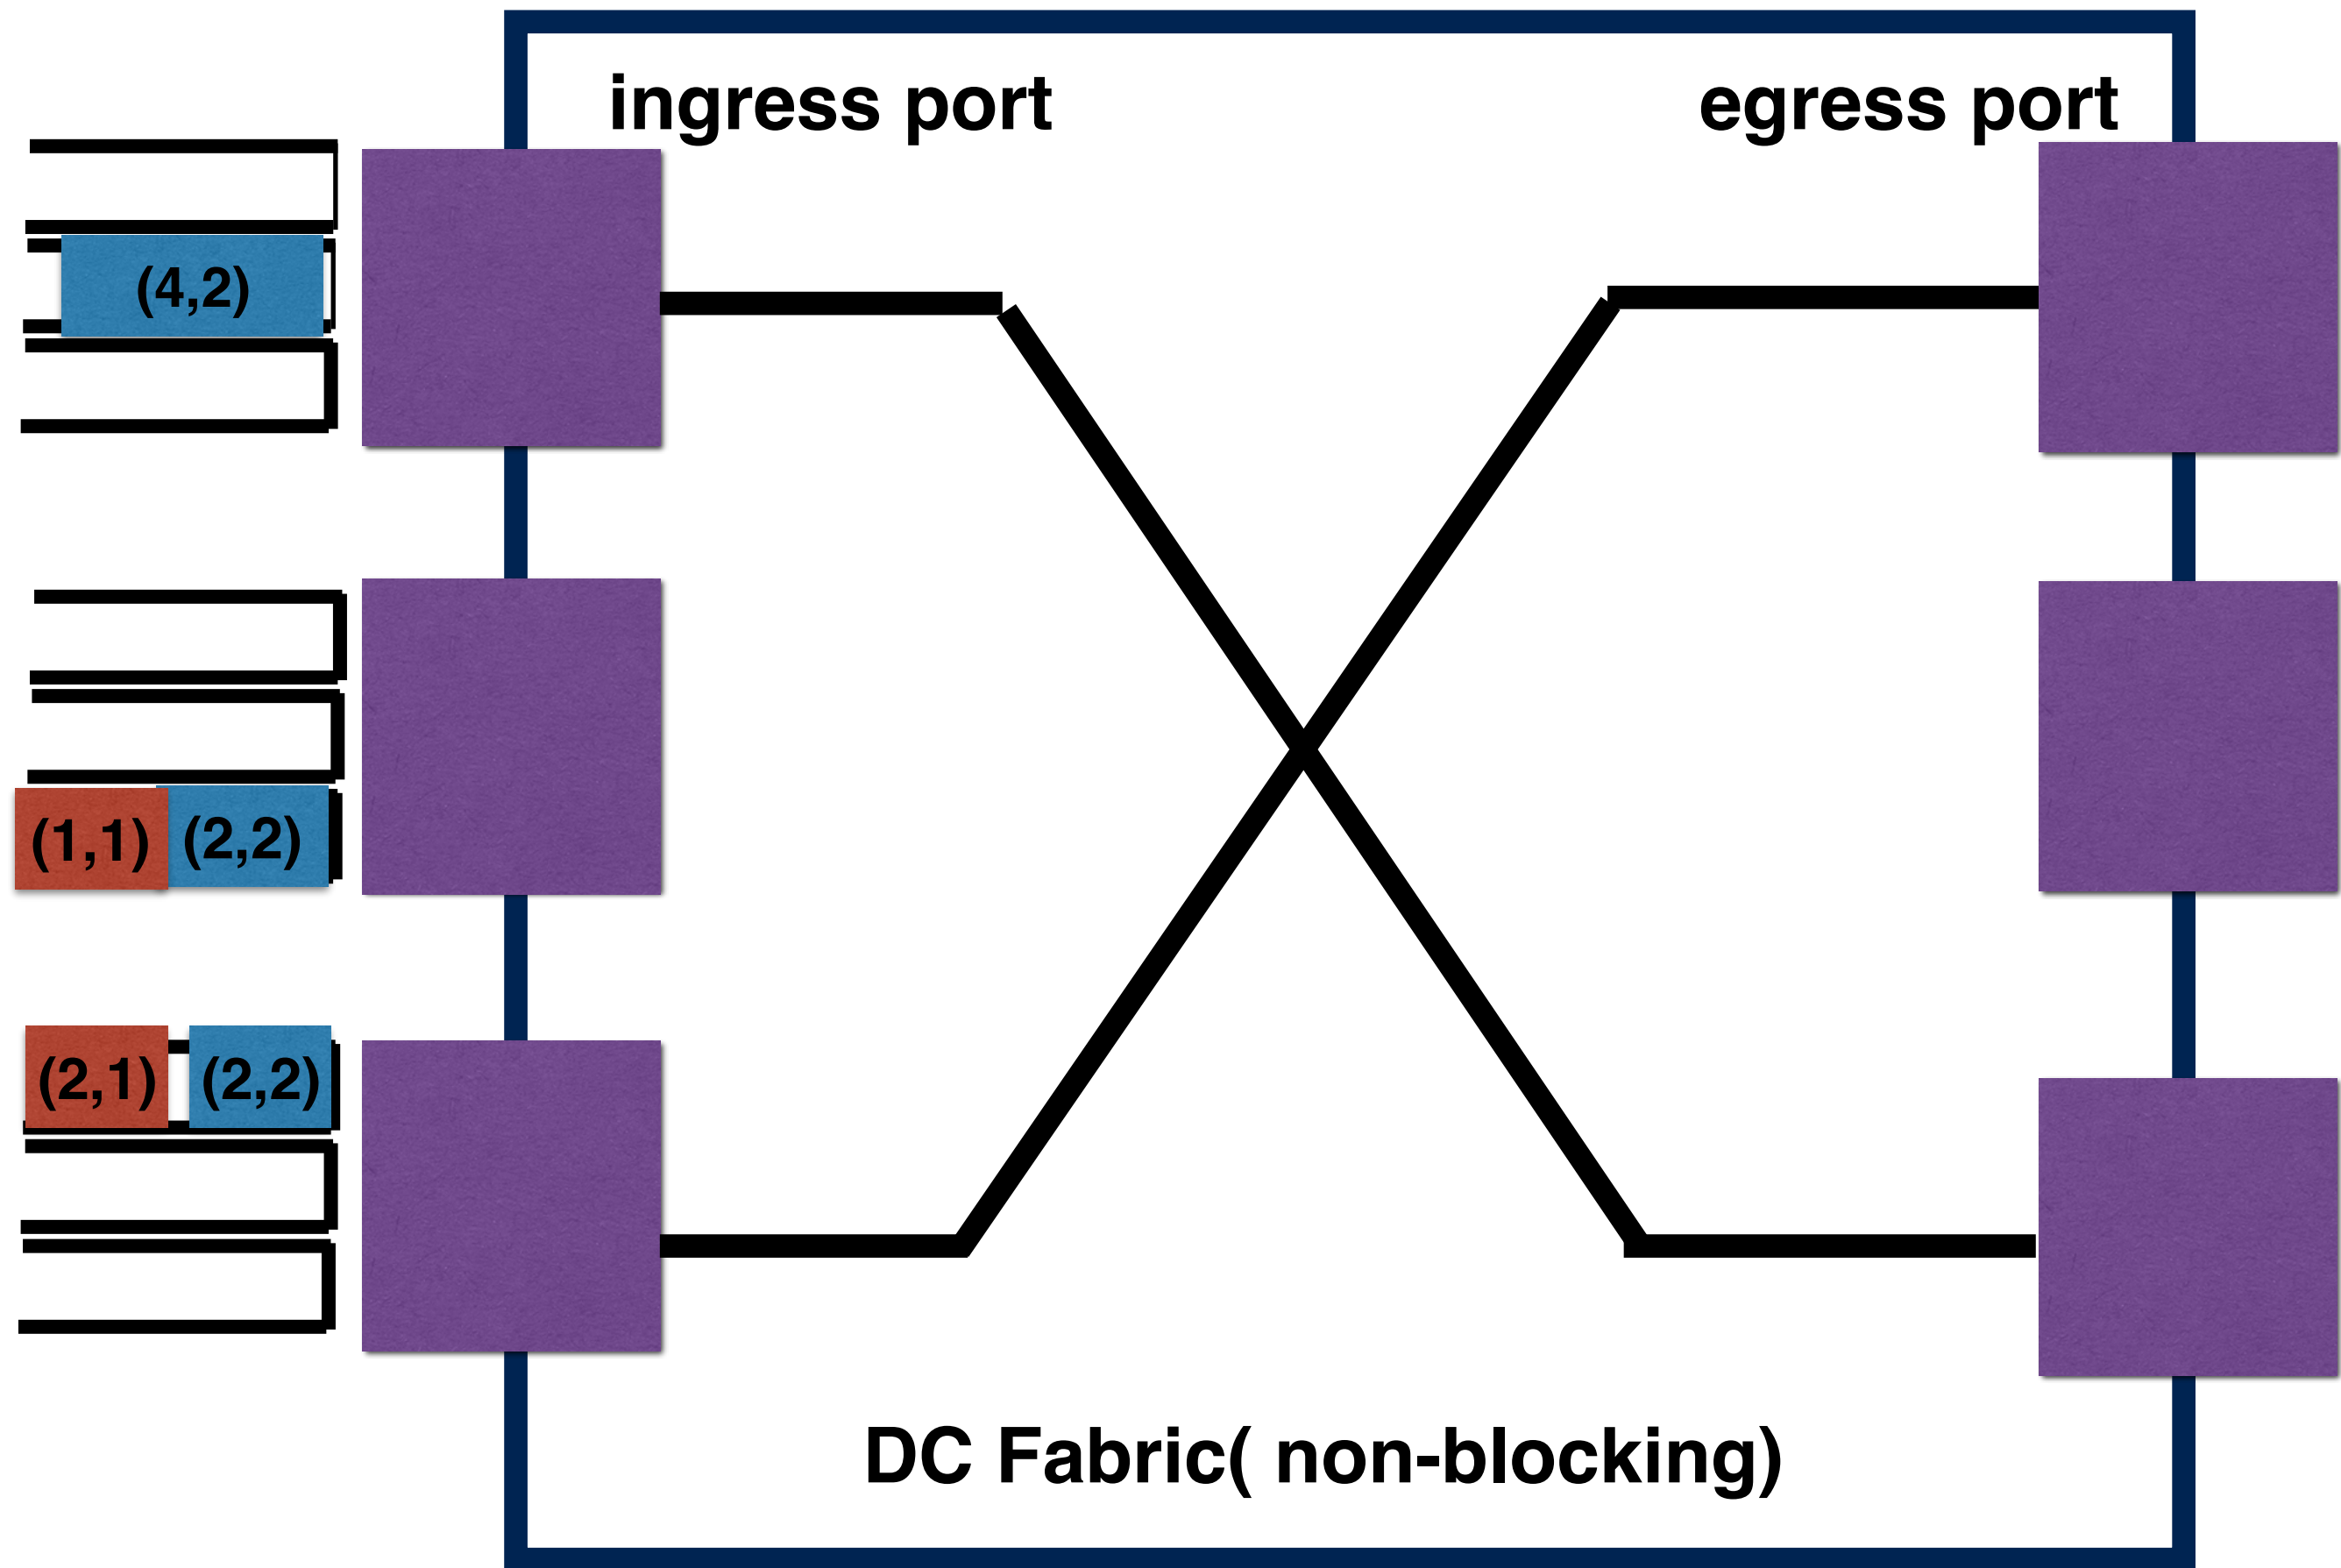 ingress port
egress port
(4,2)
(1,1) (2,2)
(2,1) (2,2)
DC Fabric( non-blocking)